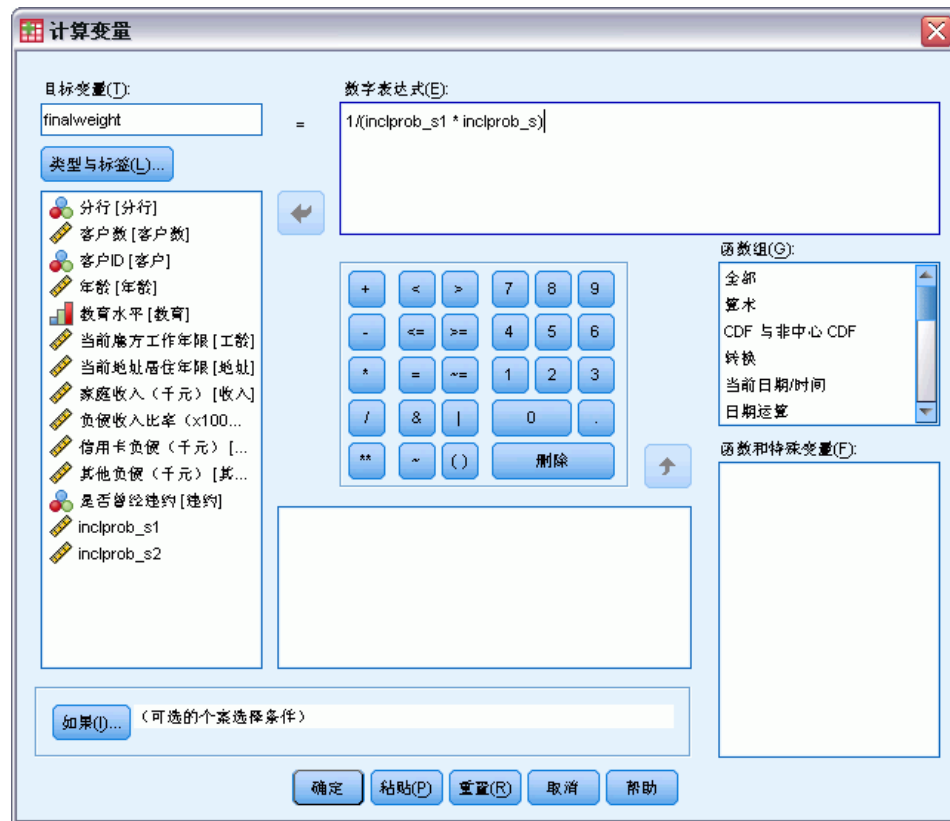 计算变量
目标变量(T):
finalweight
=
类型与标签(L)...
数字表达式(E):
1/(inclprob_s1 * inclprob_s)
分行 [分行]
客户数 [客户数]
客户ID [客户]
年龄 [年龄]
教育水平 [教育]
当前雇方工作年限 [工龄]
当前地址居住年限 [地址]
家庭收入（千元）[收入]
负债收入比率（x100...
信用卡负债（千元）[...
其他负债（千元）[其...
是否曾经违约 [违约]
inclprob_s1
inclprob_s2
+ < > 7 8 9
- <= >= 4 5 6
* = ~= 1 2 3
/ & | 0 .
** ~ ( ) 删除
函数组(G):
全部
算术
CDF 与非中心 CDF
转换
当前日期/时间
日期运算
函数和特殊变量(F):
如果(I)...
（可选的个案选择条件）
确定
粘贴(P)
重置(R)
取消
帮助